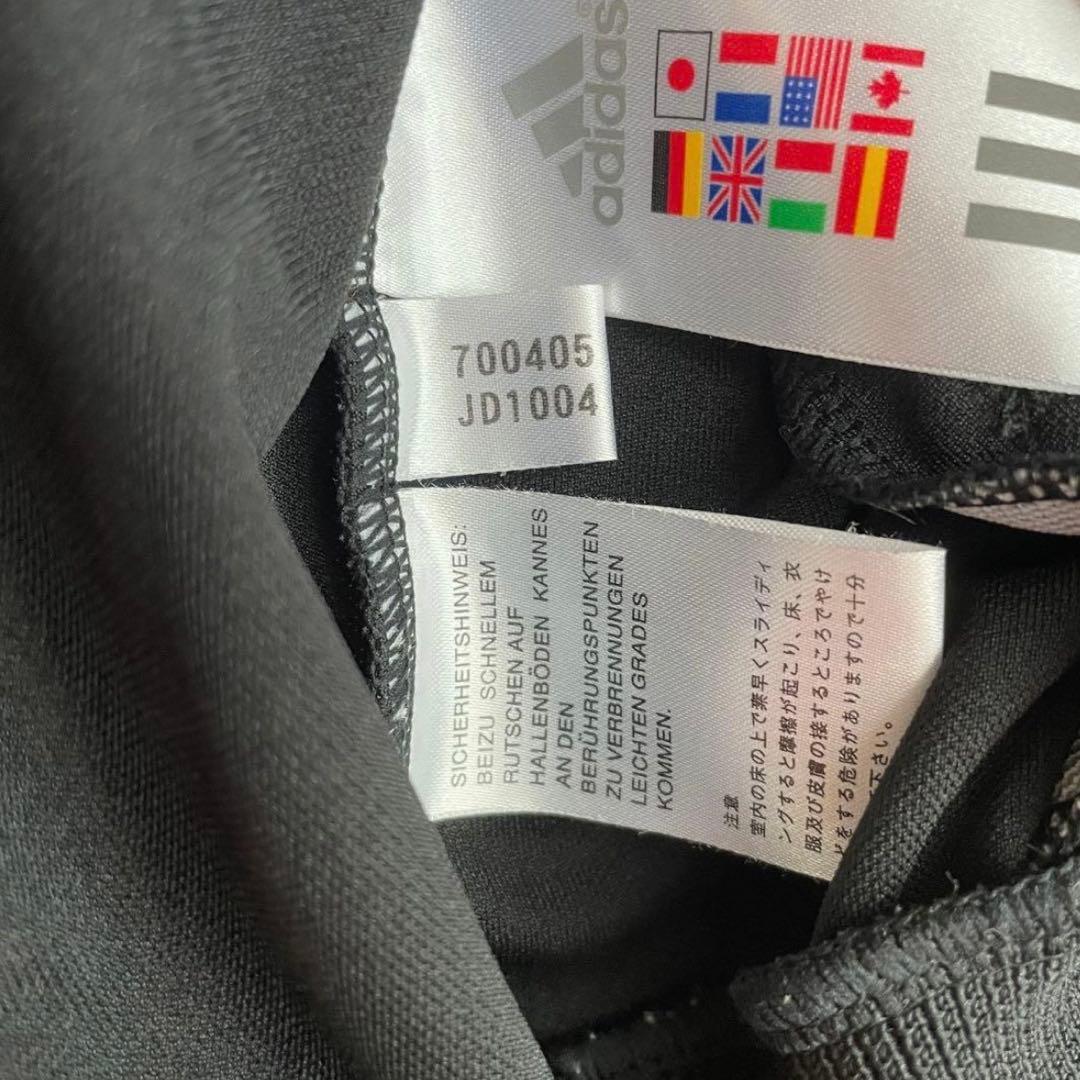 adidas®
700405
JD1004
SICHERHEITSHINWEIS:
BEIZU SCHNELLEM
RUTSCHEN AUF
HALLENBÖDEN KANNES
AN DEN
BERÜHRUNGSPUNKTEN
ZU VERBRENNUNGEN
LEICHTEN GRADES
KOMMEN.
注意
室内の床の上で素早くスライディ
ングすると摩擦が起こり、床、衣
服及び皮膚の接するところでやけ
どをする危険がありますので十分
下さい。